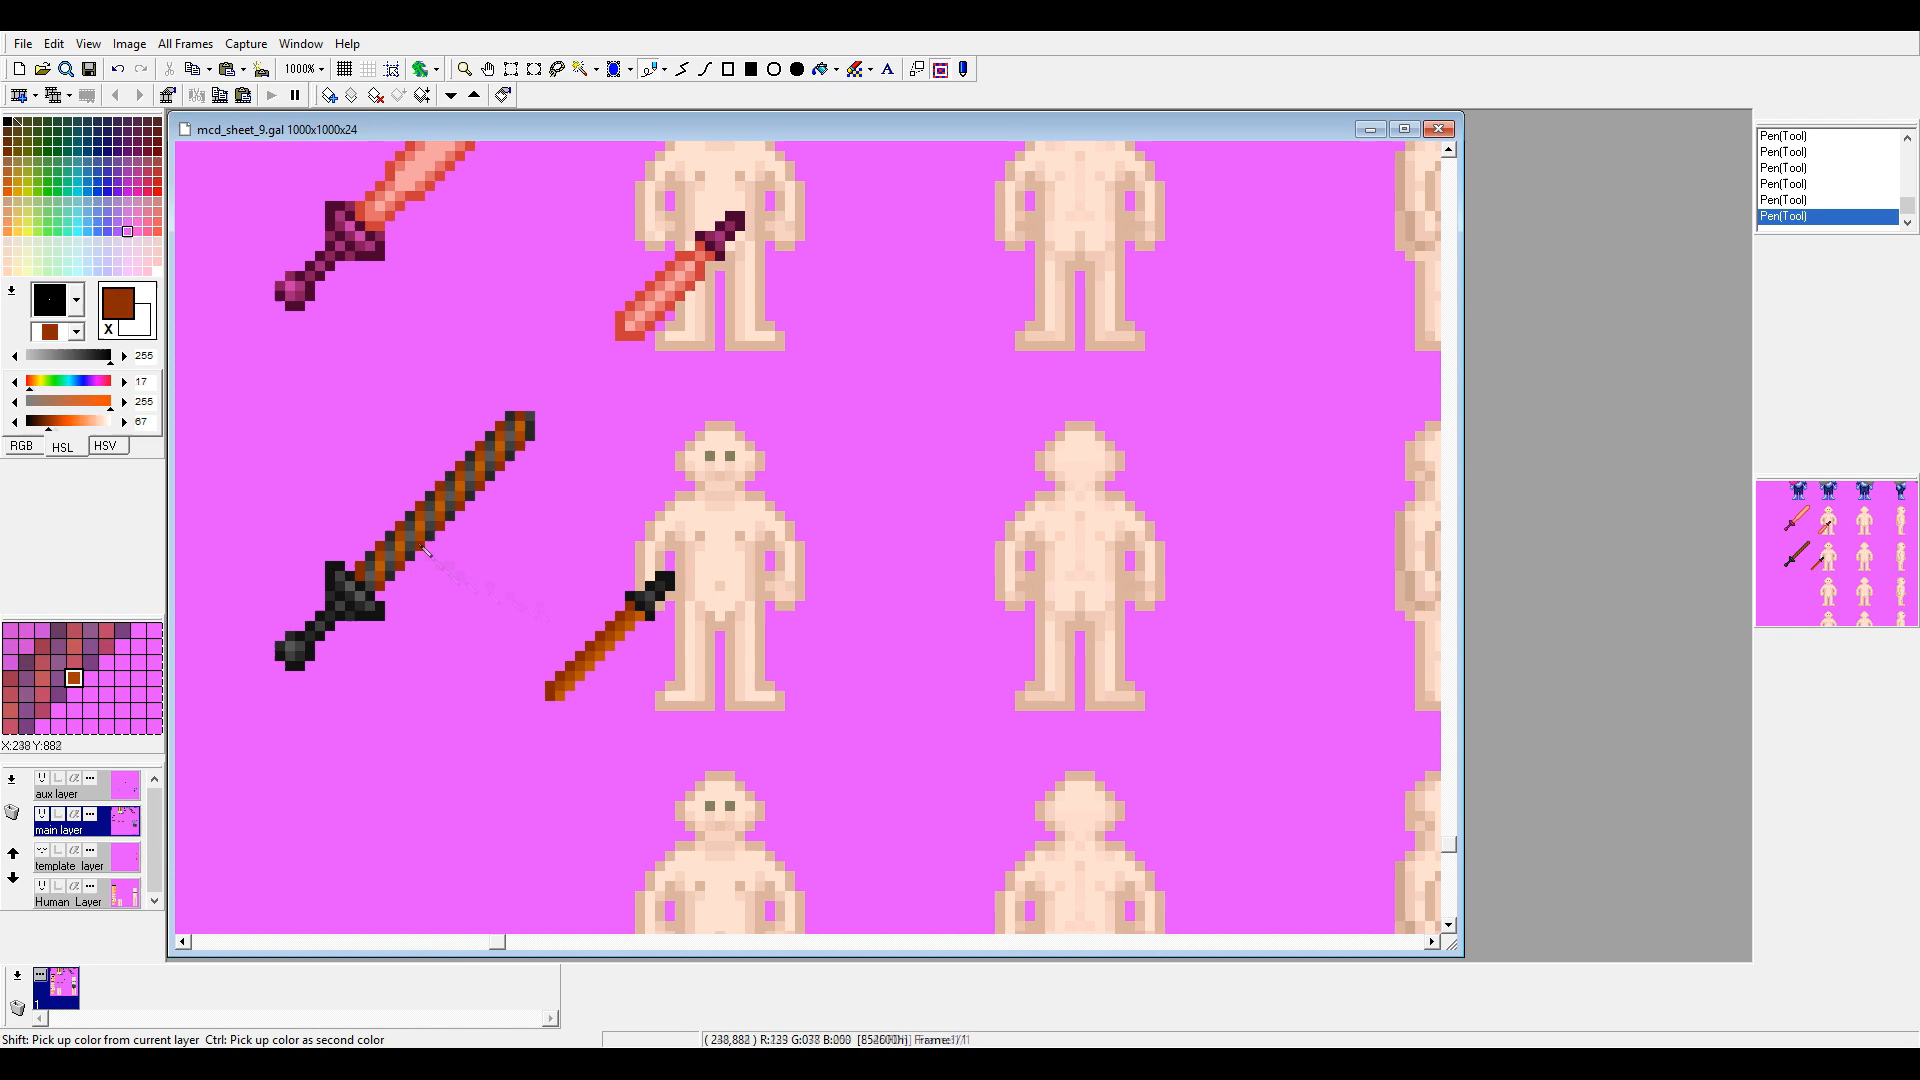 File Edit View Image All Frames Capture Window Help
1000%
mcd_sheet_9.gal 1000x1000x24
Pen(Tool)
Pen(Tool)
Pen(Tool)
Pen(Tool)
Pen(Tool)
Pen(Tool)
X
255
17
255
67
RGB HSL HSV
X:238 Y:882
aux layer
main layer
template layer
Human Layer
1
Shift: Pick up color from current layer Ctrl: Pick up color as second color